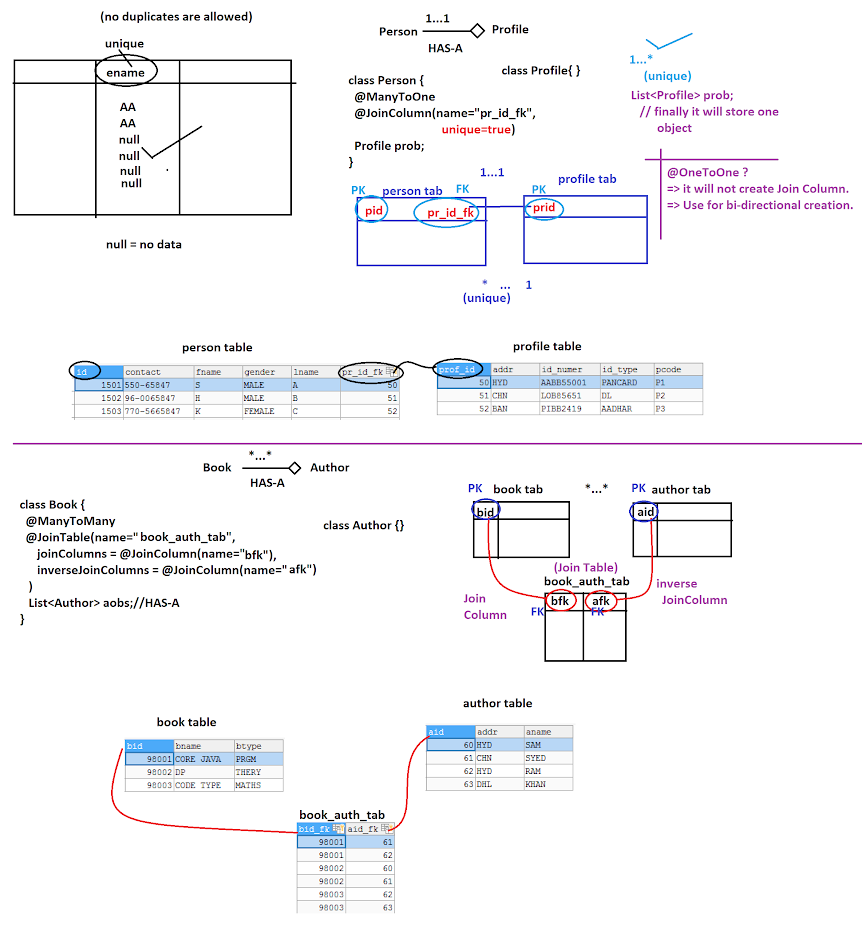 (no duplicates are allowed)
unique
ename
AA
AA
null
null
null
null
null = no data
1...1
Person
Profile
HAS-A
class Person {
@ManyToOne
@JoinColumn(name="pr_id_fk",
unique=true)
Profile prob;
}
class Profile{ }
1...*
(unique)
List<Profile> prob;
// finally it will store one
object
@OneToOne ?
=> it will not create Join Column.
=> Use for bi-directional creation.
1...1
PK
person tab
FK
PK
profile tab
pid
pr_id_fk
prid
* ... 1
(unique)
person table
id contact fname gender lname pr_id_fk
1501 550-65847 S MALE A 50
1502 96-0065847 H MALE B 51
1503 770-5665847 K FEMALE C 52
profile table
prof_id addr id_numer id_type pcode
50 HYD AABB55001 PANCARD P1
51 CHN LOB85651 DL P2
52 BAN PIBB2419 AADHAR P3
*...*
Book
Author
HAS-A
class Book {
@ManyToMany
@JoinTable(name="book_auth_tab",
joinColumns = @JoinColumn(name="bfk"),
inverseJoinColumns = @JoinColumn(name="afk")
)
List<Author> aobs;//HAS-A
}
class Author {}
PK
book tab
*...*
PK
author tab
bid
aid
(Join Table)
book_auth_tab
Join
Column
inverse
JoinColumn
bfk
afk
FK
FK
book table
bid bname btype
98001 CORE JAVA PRGM
98002 DP THERY
98003 CODE TYPE MATHS
author table
aid addr aname
60 HYD SAM
61 CHN SYED
62 HYD RAM
63 DHL KHAN
book_auth_tab
bid_fk aid_fk
98001 61
98001 62
98002 60
98002 61
98003 62
98003 63